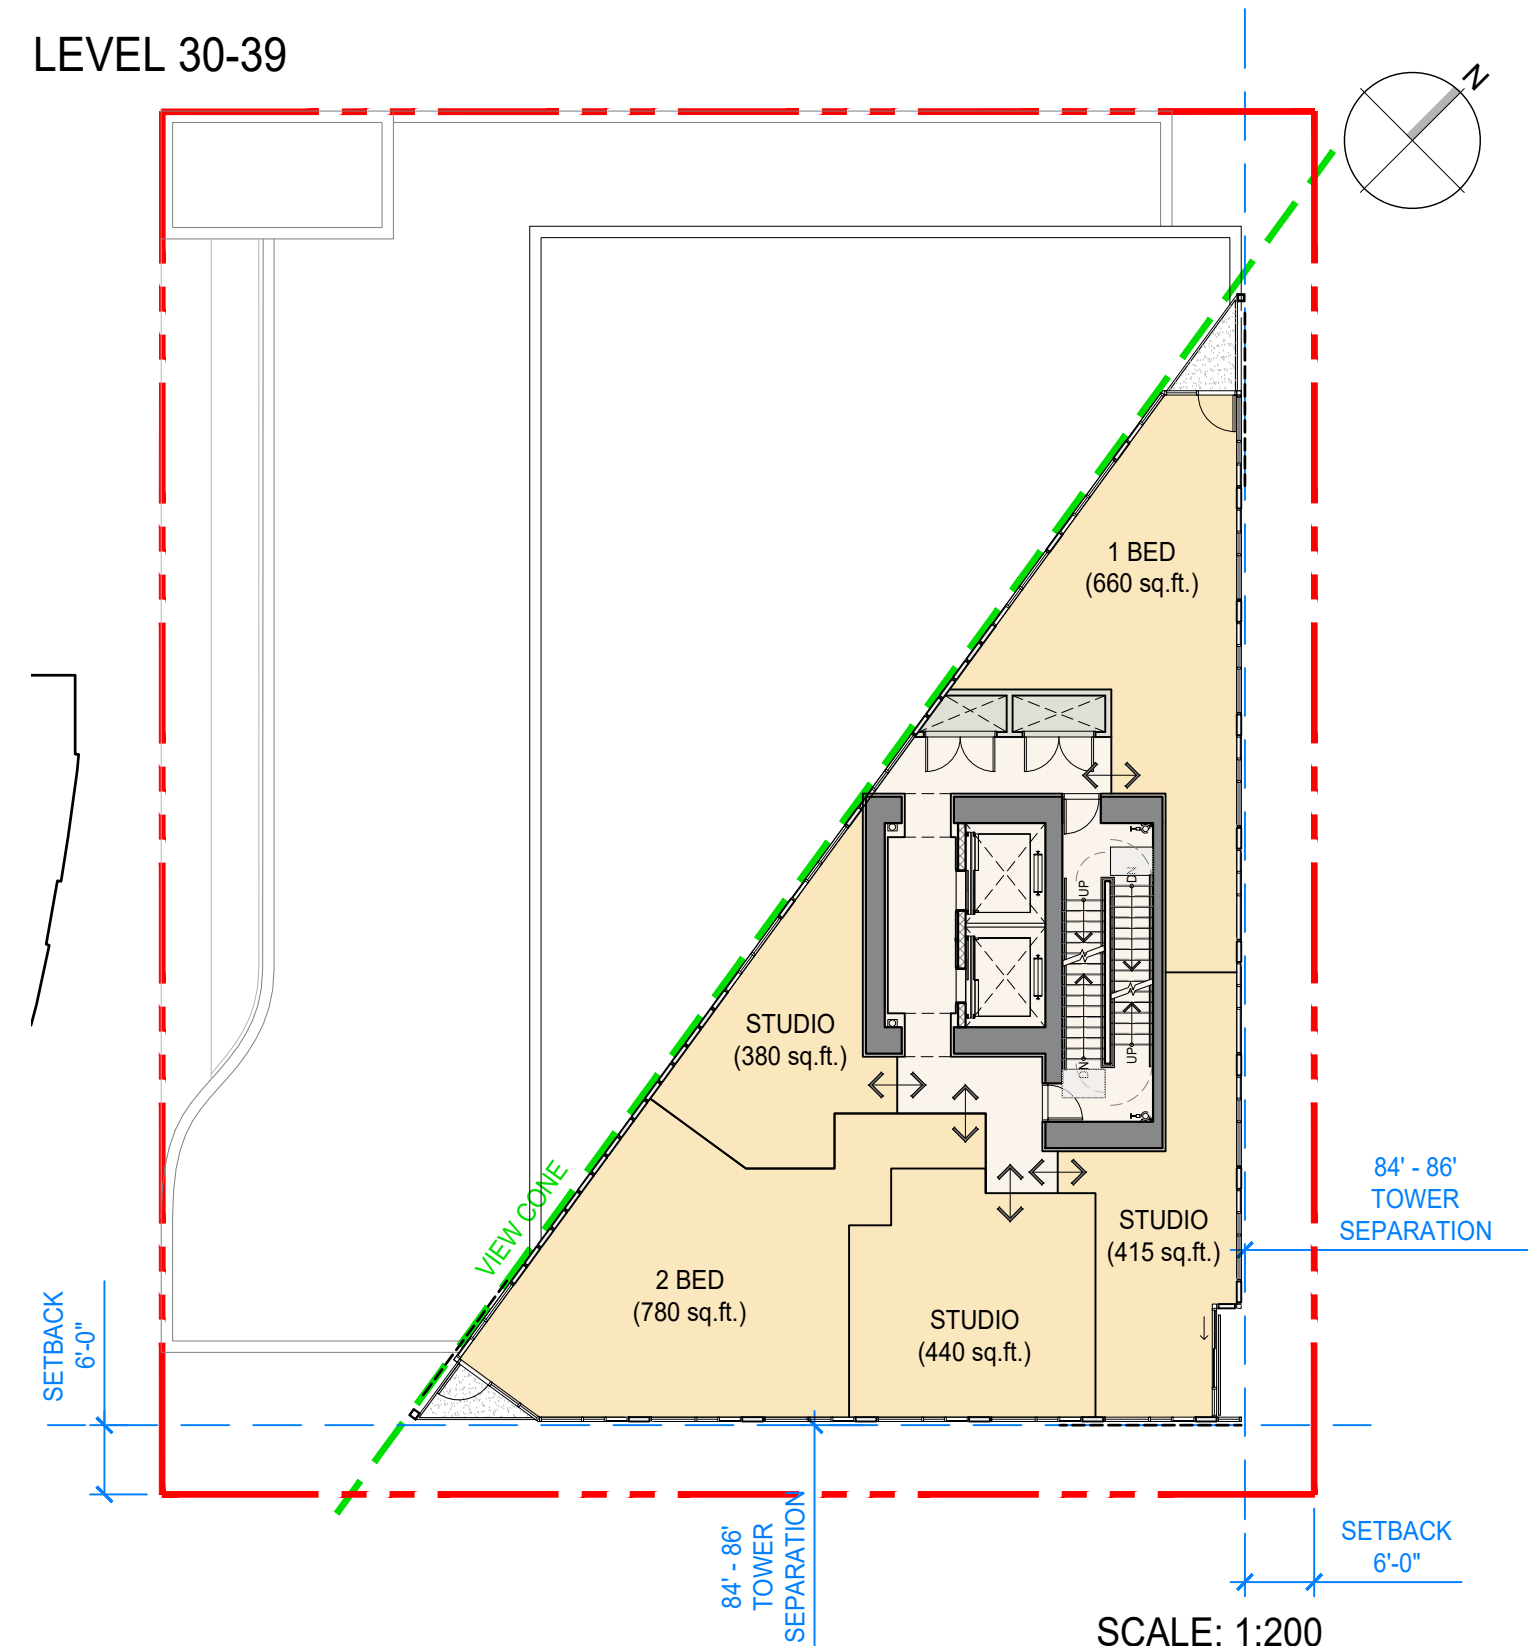 LEVEL 30-39
N
1 BED
(660 sq.ft.)
UP
DN
STUDIO
(380 sq.ft.)
DN
UP
VIEW CONE
84' - 86'
TOWER
SEPARATION
STUDIO
(415 sq.ft.)
2 BED
(780 sq.ft.)
STUDIO
(440 sq.ft.)
SETBACK
6'-0"
84' - 86'
TOWER
SEPARATION
SETBACK
6'-0"
SCALE: 1:200